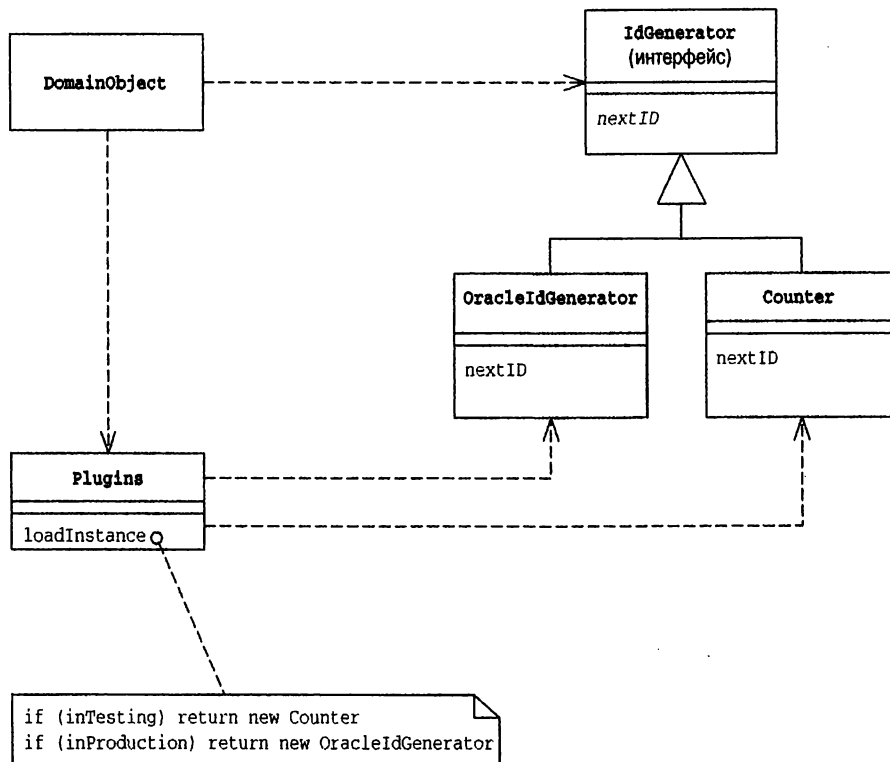 IdGenerator
(интерфейс)
DomainObject
nextID
OracleIdGenerator
Counter
nextID
nextID
Plugins
loadInstance
if (inTesting) return new Counter
if (inProduction) return new OracleIdGenerator